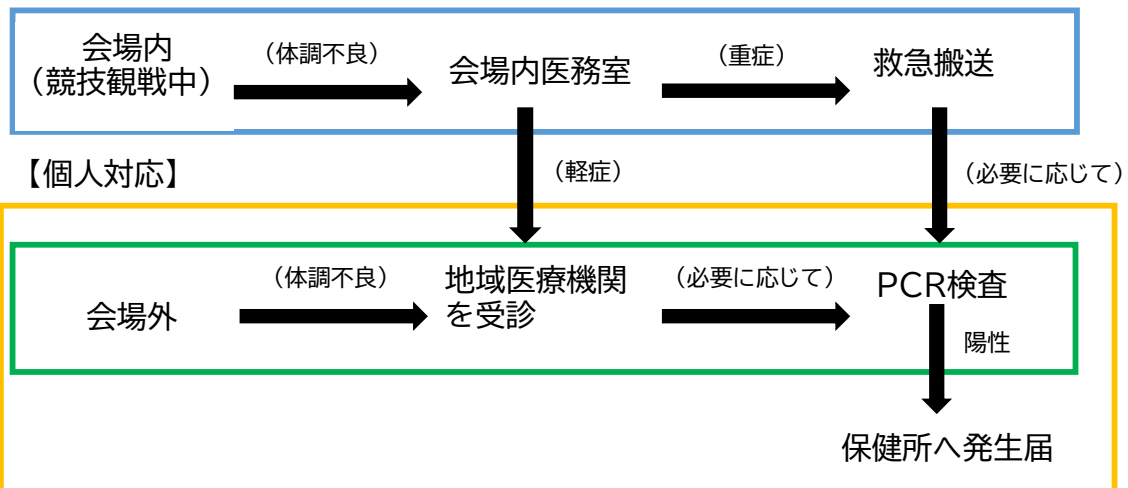 会場内
（競技観戦中）
（体調不良）
会場内医務室
（重症）
救急搬送
【個人対応】
（軽症）
（必要に応じて）
会場外
（体調不良）
地域医療機関
を受診
（必要に応じて）
PCR検査
陽性
保健所へ発生届